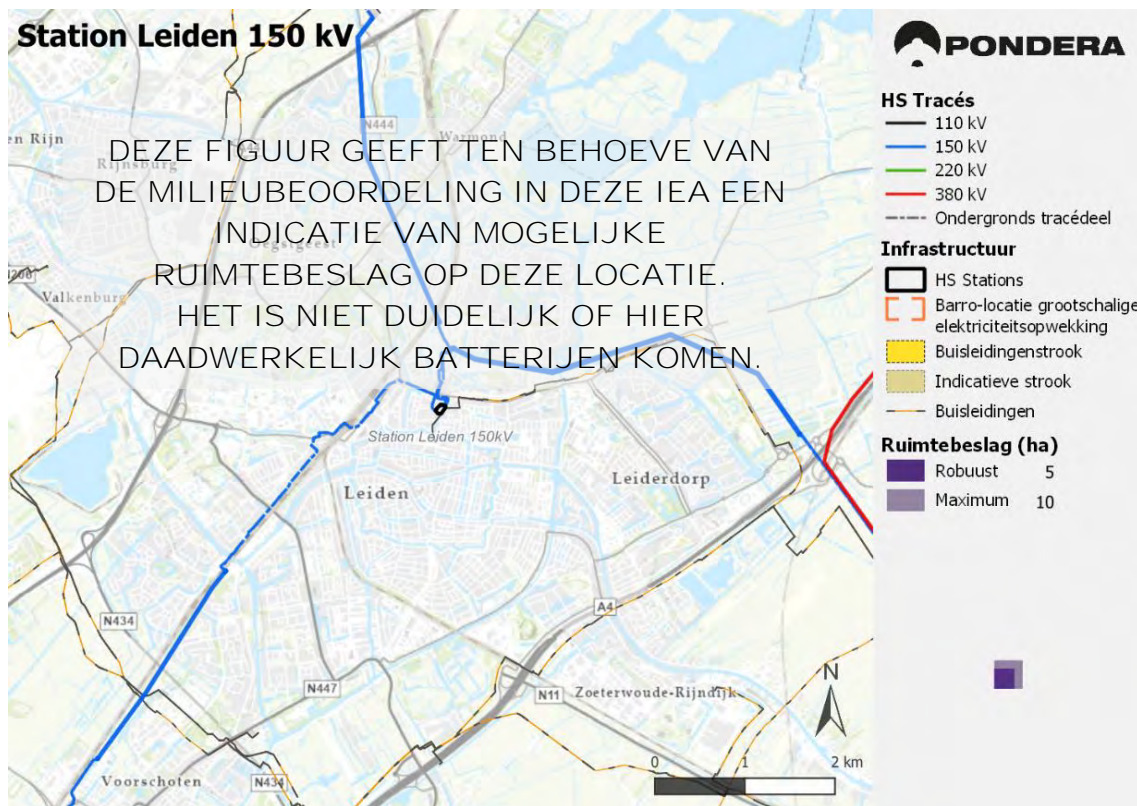 Station Leiden 150 kV
N444
Warmond
en Rijn
Rijnsburg
DEZE FIGUUR GEEFT TEN BEHOEVE VAN
DE MILIEUBEOORDELING IN DEZE IEA EEN
INDICATIE VAN MOGELIJKE
RUIMTEBESLAG OP DEZE LOCATIE.
HET IS NIET DUIDELIJK OF HIER
DAADWERKELIJK BATTERIJEN KOMEN.
Oegstgeest
N206
Valkenburg
Station Leiden 150kV
Leiden
Leiderdorp
N434
A4
N447
N11
Zoeterwoude-Rijndijk
Voorschoten
N434
N
0 1 2 km
PONDERA
HS Tracés
110 kV
150 kV
220 kV
380 kV
Ondergronds tracédeel
Infrastructuur
HS Stations
Barro-locatie grootschalige
elektriciteitsopwekking
Buisleidingenstrook
Indicatieve strook
Buisleidingen
Ruimtebeslag (ha)
Robuust 5
Maximum 10